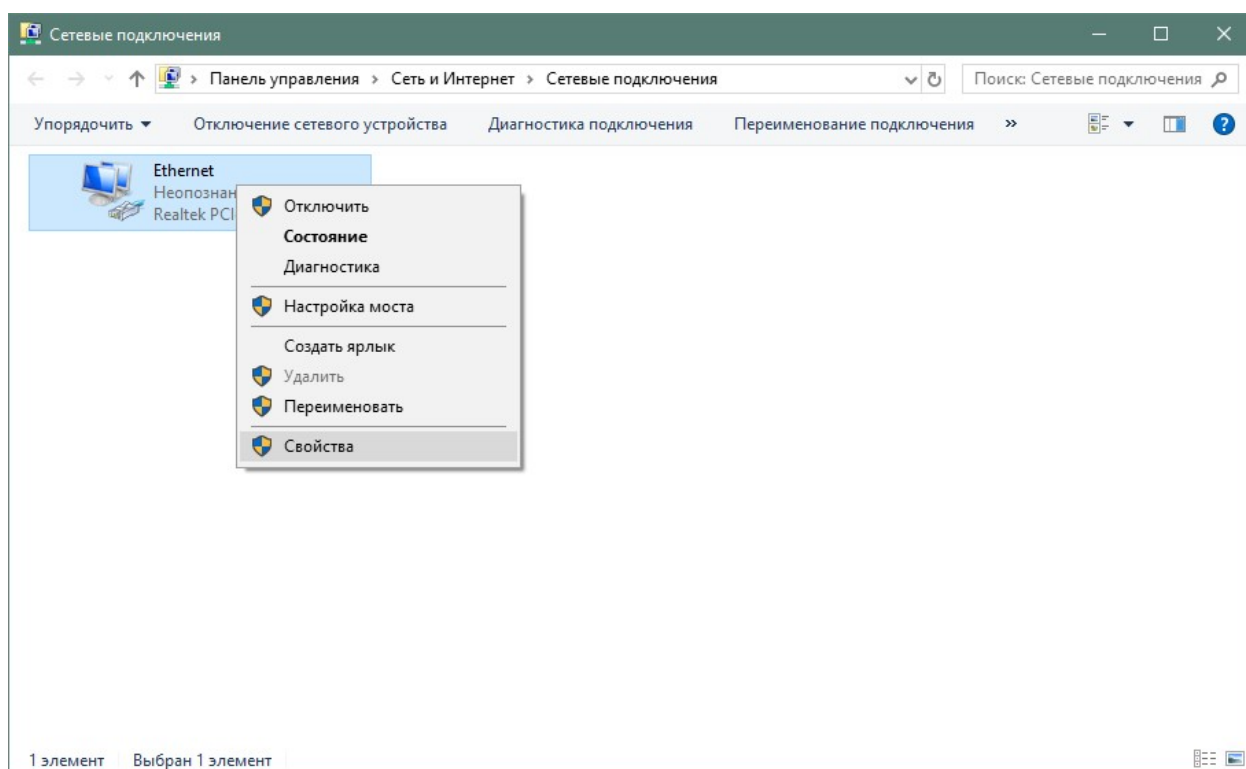 Сетевые подключения
Панель управления > Сеть и Интернет > Сетевые подключения
Поиск: Сетевые подключения
Упорядочить Отключение сетевого устройства Диагностика подключения Переименование подключения »
Ethernet
Неопознан
Realtek PCI
Отключить
Состояние
Диагностика
Настройка моста
Создать ярлык
Удалить
Переименовать
Свойства
1 элемент Выбран 1 элемент